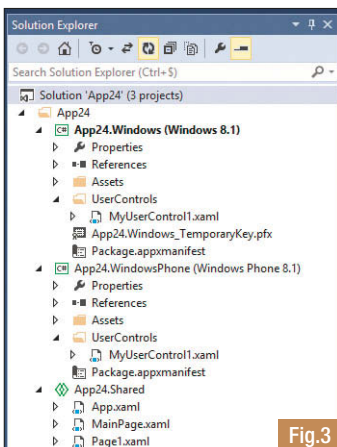 Solution Explorer
Search Solution Explorer (Ctrl+$)
Solution 'App24' (3 projects)
App24
C# App24.Windows (Windows 8.1)
Properties
References
Assets
UserControls
MyUserControl1.xaml
App24.Windows_TemporaryKey.pfx
Package.appxmanifest
C# App24.WindowsPhone (Windows Phone 8.1)
Properties
References
Assets
UserControls
MyUserControl1.xaml
Package.appxmanifest
App24.Shared
App.xaml
MainPage.xaml
Page1.xaml
Fig.3